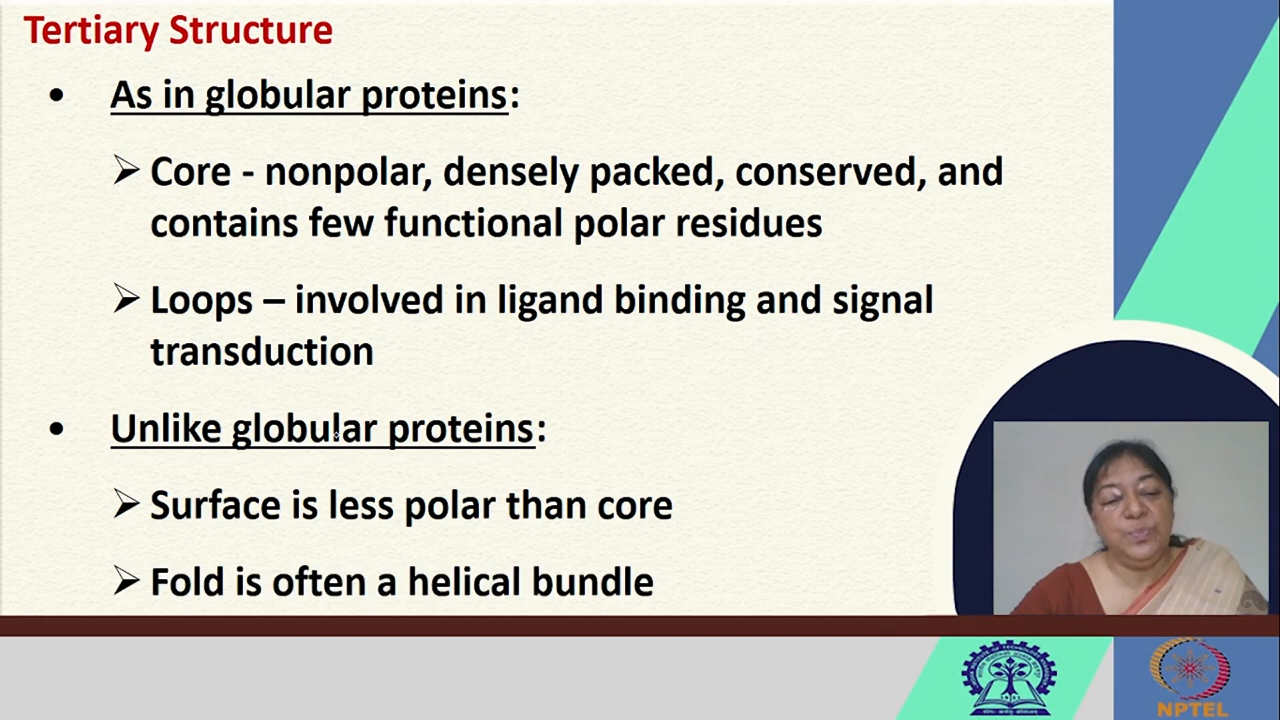 Tertiary Structure
• As in globular proteins:
➢ Core - nonpolar, densely packed, conserved, and
contains few functional polar residues
➢ Loops – involved in ligand binding and signal
transduction
• Unlike globular proteins:
➢ Surface is less polar than core
➢ Fold is often a helical bundle
NPTEL